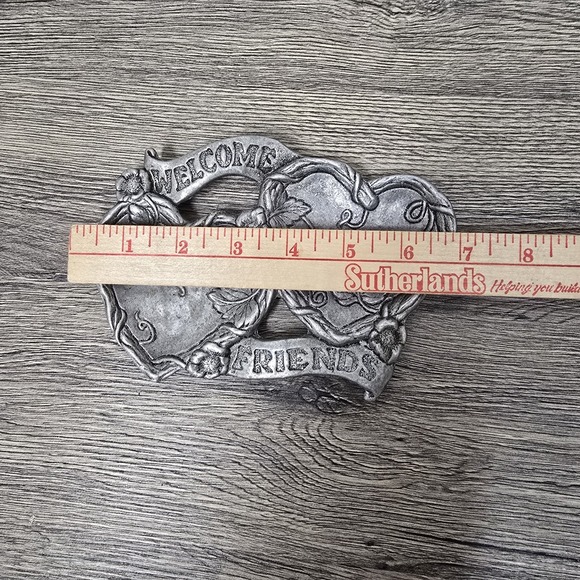 WELCOME
1 2 3 4 5 6 7 8
Sutherlands Helping you build
FRIENDS